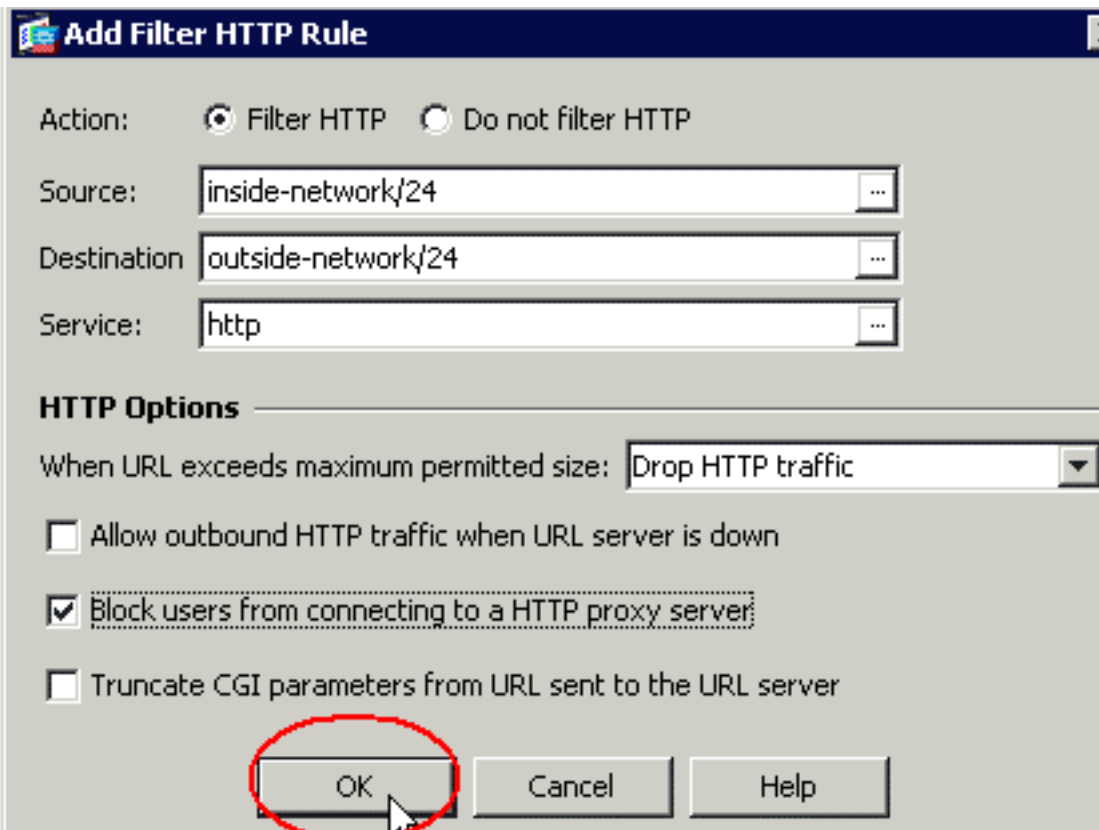 Add Filter HTTP Rule
Action: Filter HTTP Do not filter HTTP
Source: inside-network/24 ...
Destination outside-network/24 ...
Service: http ...
HTTP Options
When URL exceeds maximum permitted size: Drop HTTP traffic
Allow outbound HTTP traffic when URL server is down
Block users from connecting to a HTTP proxy server
Truncate CGI parameters from URL sent to the URL server
OK Cancel Help